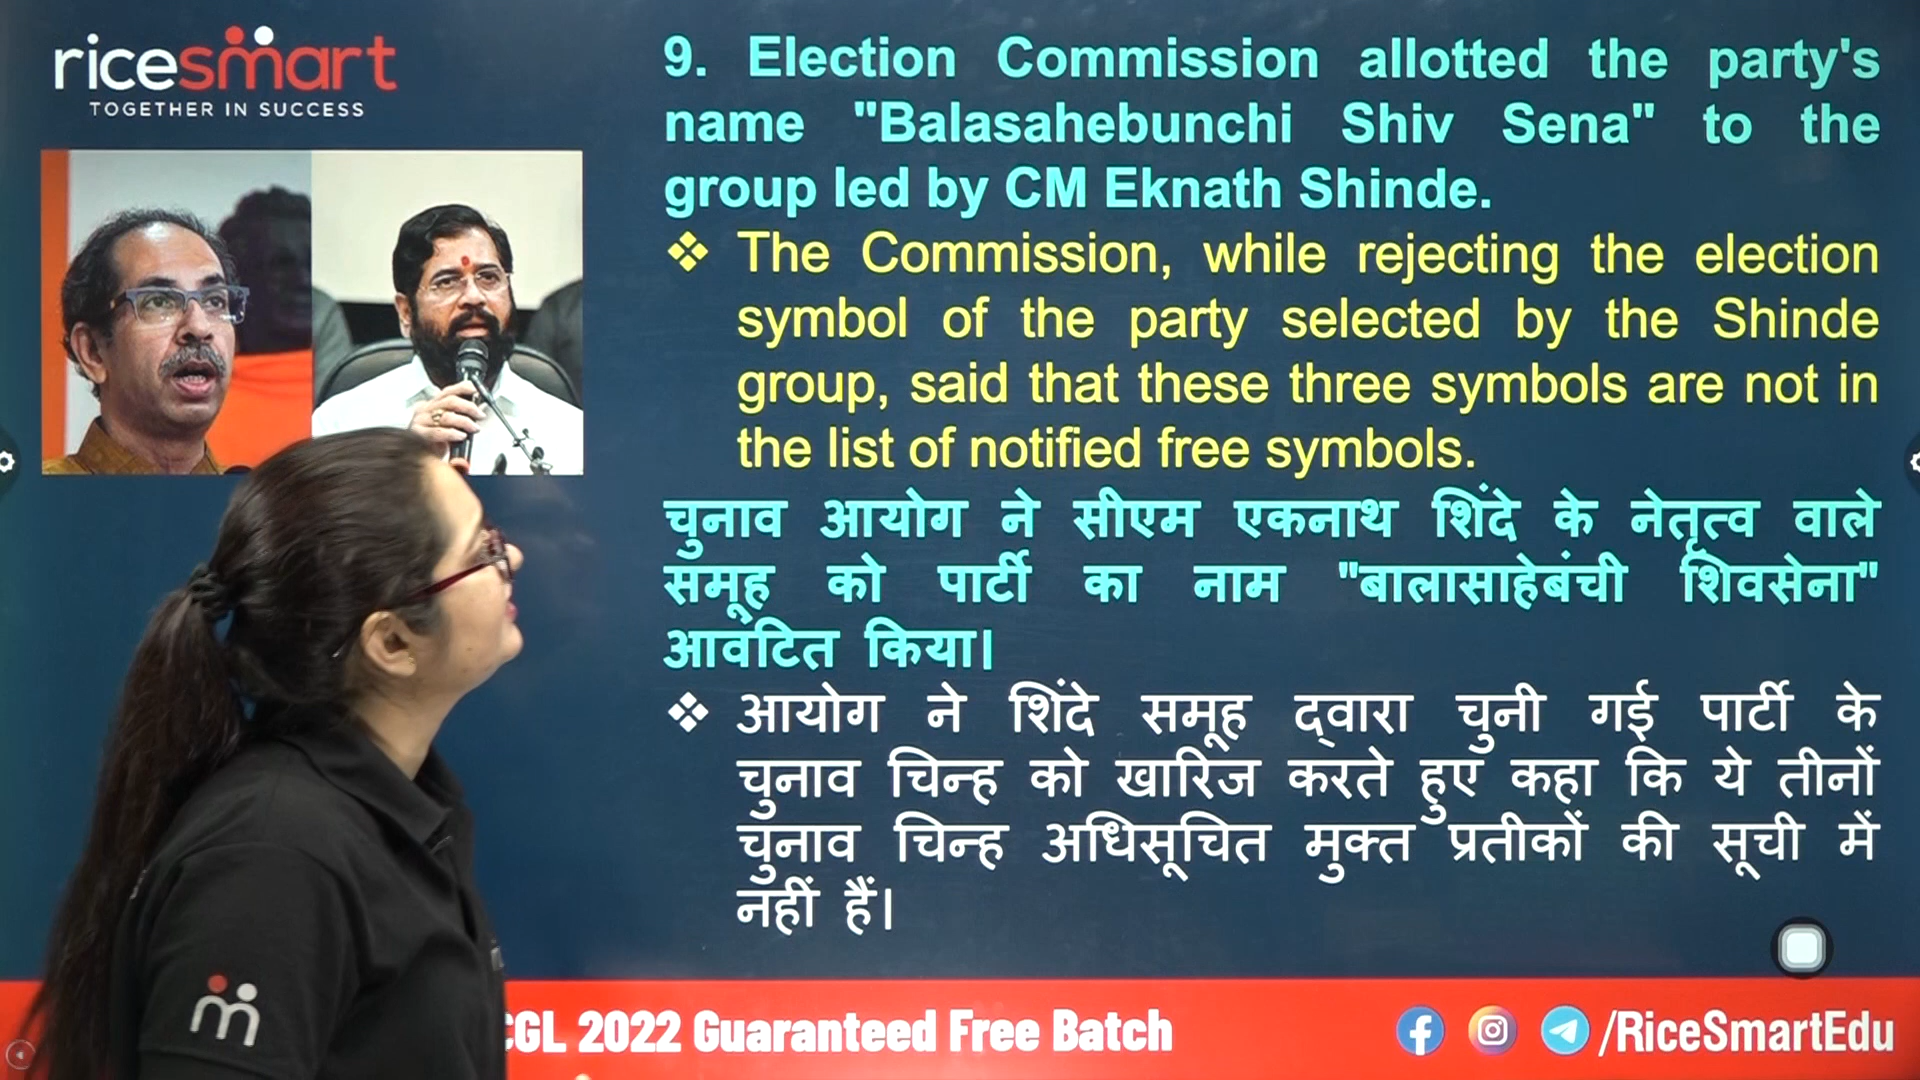 ricesmart
TOGETHER IN SUCCESS
9. Election Commission allotted the party's
name "Balasahebunchi Shiv Sena" to the
group led by CM Eknath Shinde.
❖ The Commission, while rejecting the election
symbol of the party selected by the Shinde
group, said that these three symbols are not in
the list of notified free symbols.
चुनाव आयोग ने सीएम एकनाथ शिंदे के नेतृत्व वाले
समूह को पार्टी का नाम "बालासाहेबंची शिवसेना"
आवंटित किया।
❖ आयोग ने शिंदे समूह द्वारा चुनी गई पार्टी के
चुनाव चिन्ह को खारिज करते हुए कहा कि ये तीनों
चुनाव चिन्ह अधिसूचित मुक्त प्रतीकों की सूची में
नहीं हैं।
CGL 2022 Guaranteed Free Batch
/RiceSmartEdu